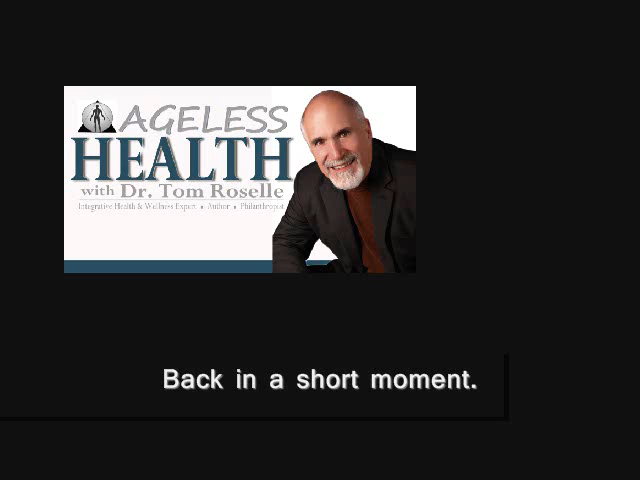 AGELESS
HEALTH
with Dr. Tom Roselle
Integrative Health & Wellness Expert • Author • Philanthropist
Back in a short moment.